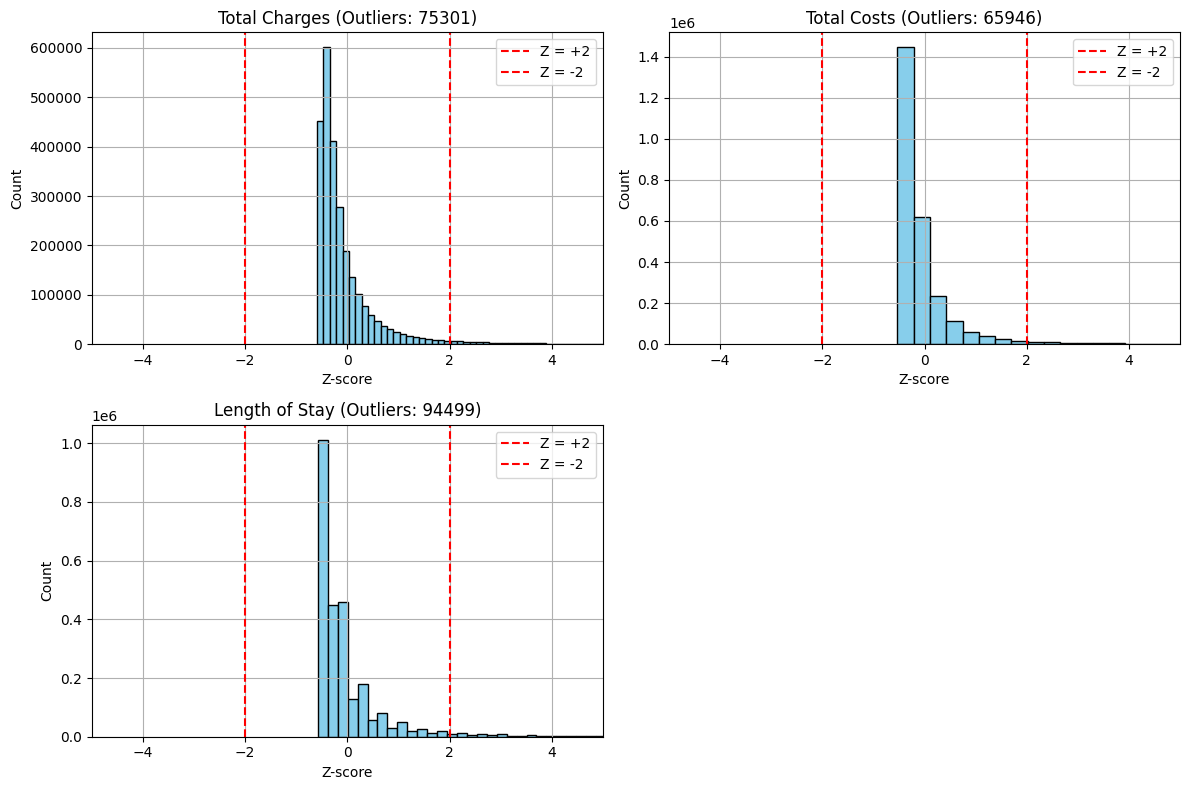 Total Charges (Outliers: 75301)
Z = +2
Z = -2
600000
500000
400000
300000
200000
100000
0
Count
−4
−2
0
2
4
Z-score
Total Costs (Outliers: 65946)
1e6
Z = +2
Z = -2
1.4
1.2
1.0
0.8
0.6
0.4
0.2
0.0
Count
−4
−2
0
2
4
Z-score
Length of Stay (Outliers: 94499)
1e6
Z = +2
Z = -2
1.0
0.8
0.6
0.4
0.2
0.0
Count
−4
−2
0
2
4
Z-score